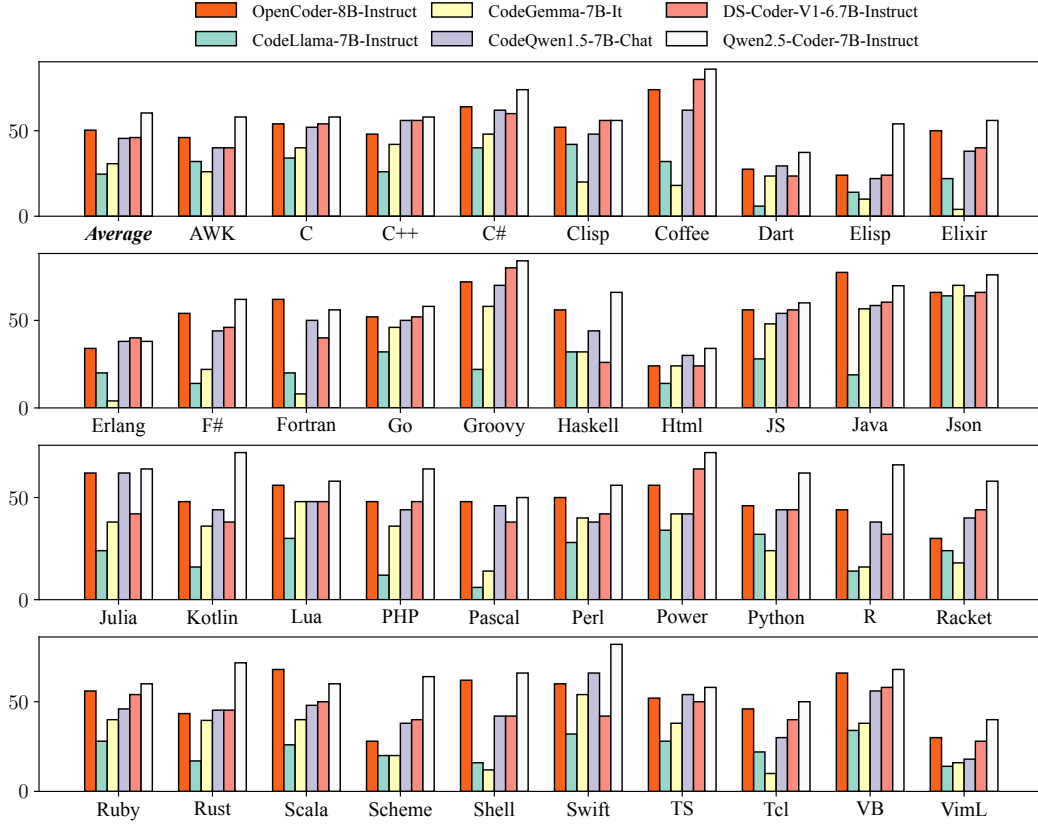 OpenCoder-8B-Instruct CodeGemma-7B-It DS-Coder-V1-6.7B-Instruct
CodeLlama-7B-Instruct CodeQwen1.5-7B-Chat Qwen2.5-Coder-7B-Instruct
50
0
Average AWK C C++ C# Clisp Coffee Dart Elisp Elixir
50
0
Erlang F# Fortran Go Groovy Haskell Html JS Java Json
50
0
Julia Kotlin Lua PHP Pascal Perl Power Python R Racket
50
0
Ruby Rust Scala Scheme Shell Swift TS Tcl VB VimL